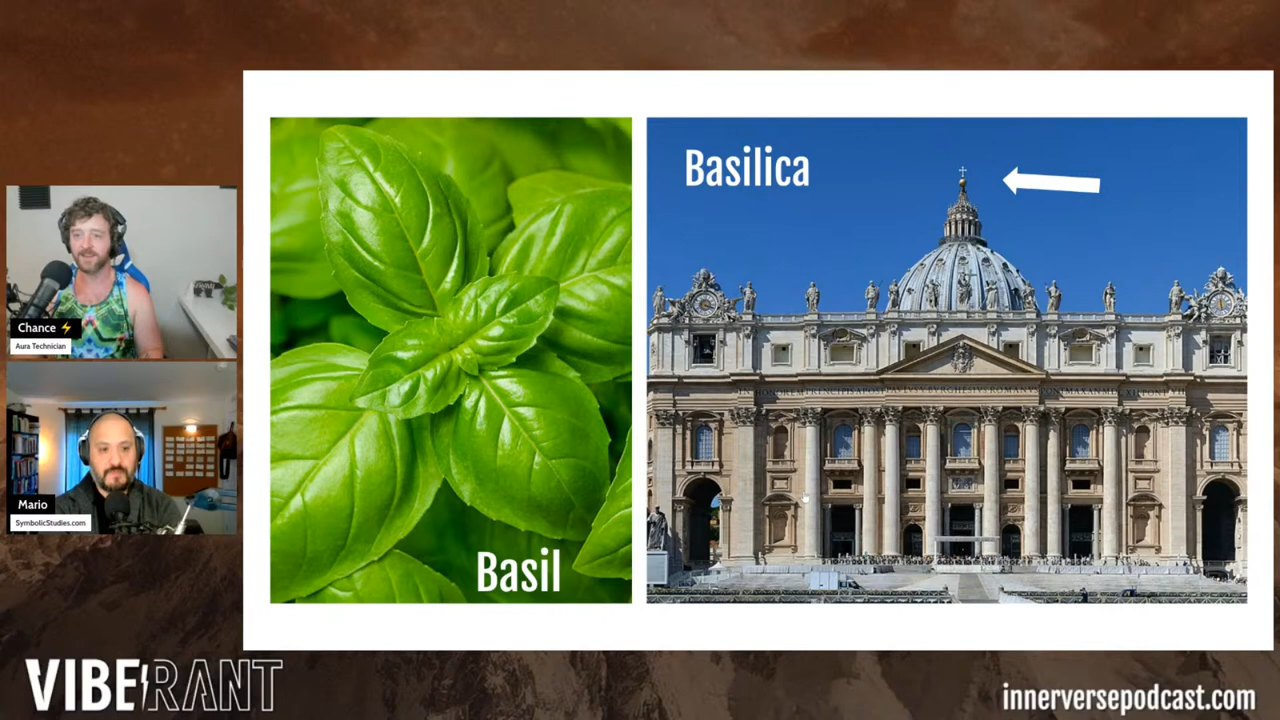 Basil
Basilica
Chance⚡
Aura Technician
Mario
SymbolicStudies.com
VIBERANT
innerversepodcast.com